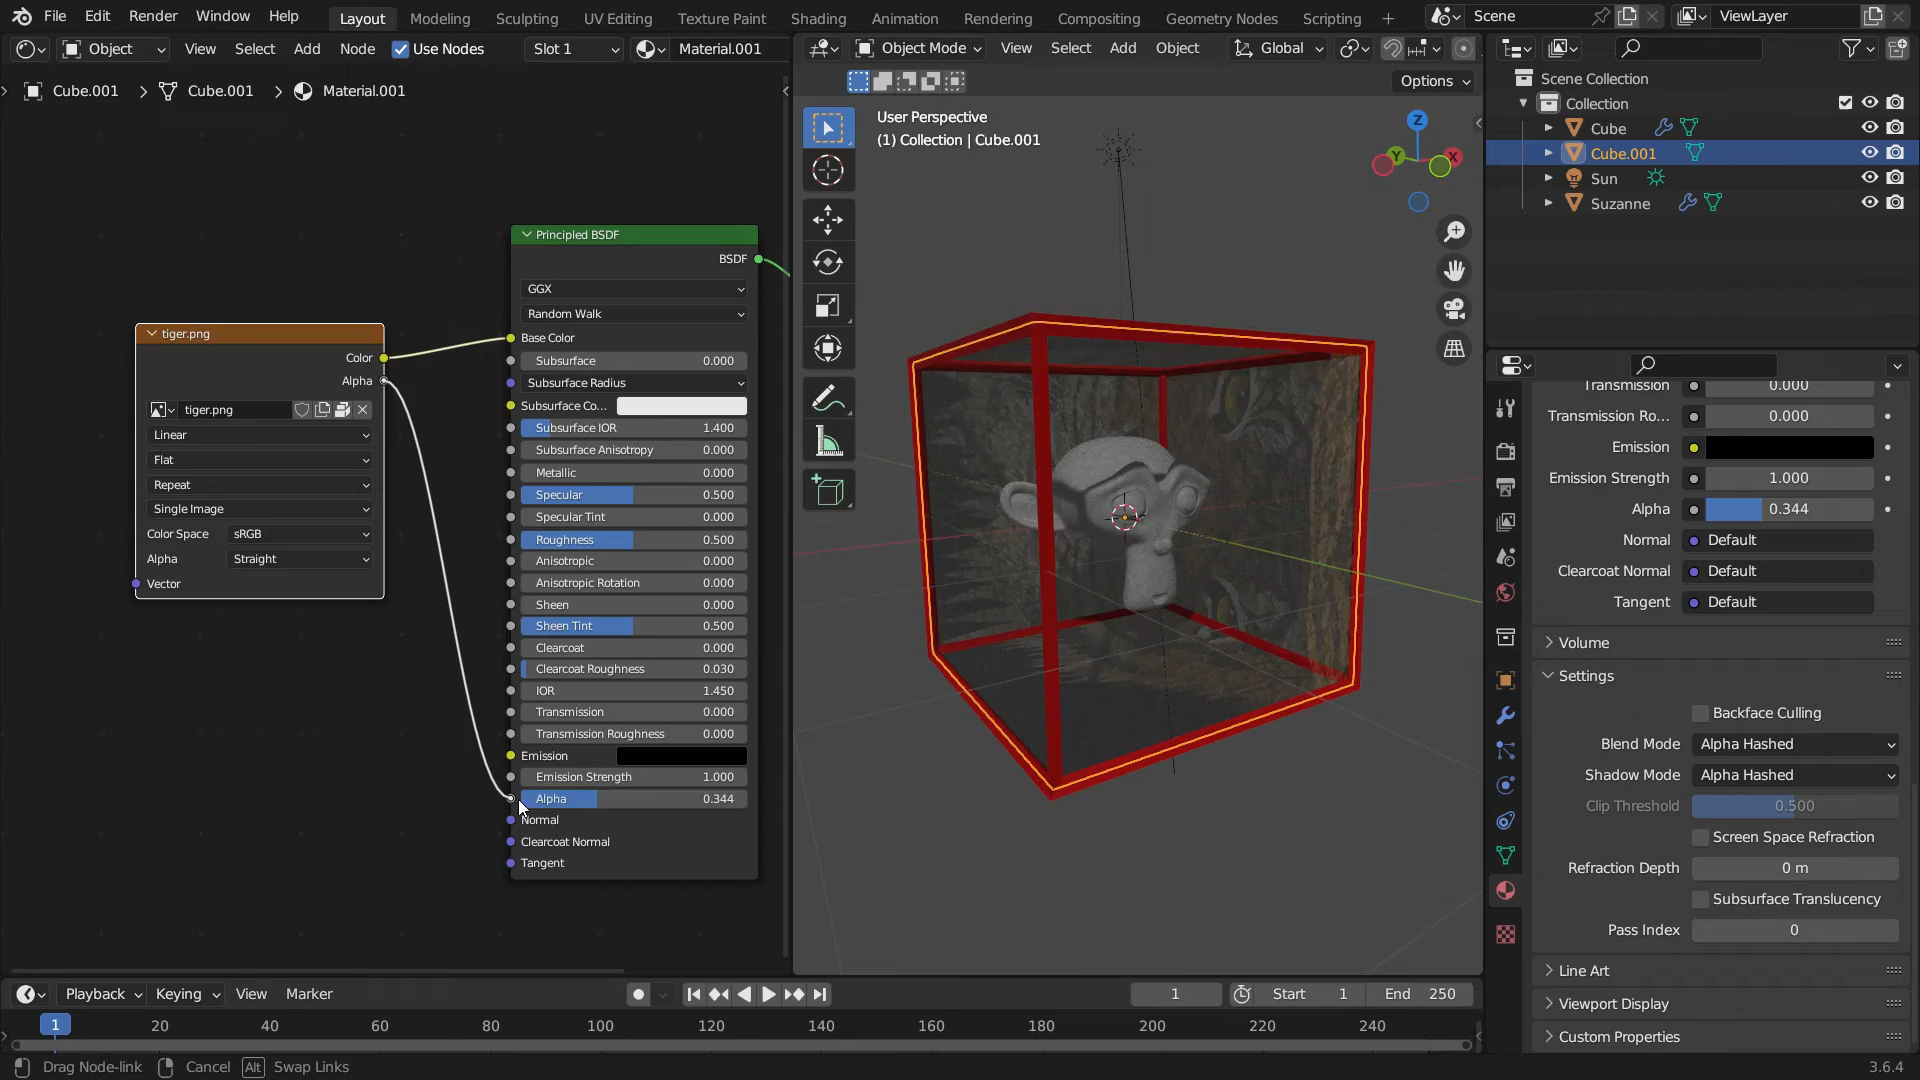 File Edit Render Window Help Layout Modeling Sculpting UV Editing Texture Paint Shading Animation Rendering Compositing Geometry Nodes Scripting + Scene ViewLayer
Object View Select Add Node Use Nodes Slot 1 Material.001
Object Mode View Select Add Object Global
Options
Cube.001 > Cube.001 > Material.001
User Perspective
(1) Collection | Cube.001
Z
Y
X
Scene Collection
Collection
Cube
Cube.001
Sun
Suzanne
tiger.png
Color
Alpha
tiger.png
Linear
Flat
Repeat
Single Image
Color Space sRGB
Alpha Straight
Vector
Principled BSDF
BSDF
GGX
Random Walk
Base Color
Subsurface 0.000
Subsurface Radius
Subsurface Co...
Subsurface IOR 1.400
Subsurface Anisotropy 0.000
Metallic 0.000
Specular 0.500
Specular Tint 0.000
Roughness 0.500
Anisotropic 0.000
Anisotropic Rotation 0.000
Sheen 0.000
Sheen Tint 0.500
Clearcoat 0.000
Clearcoat Roughness 0.030
IOR 1.450
Transmission 0.000
Transmission Roughness 0.000
Emission
Emission Strength 1.000
Alpha 0.344
Normal
Clearcoat Normal
Tangent
Transmission 0.000
Transmission Ro... 0.000
Emission
Emission Strength 1.000
Alpha 0.344
Normal Default
Clearcoat Normal Default
Tangent Default
Volume
Settings
Backface Culling
Blend Mode Alpha Hashed
Shadow Mode Alpha Hashed
Clip Threshold 0.500
Screen Space Refraction
Refraction Depth 0 m
Subsurface Translucency
Pass Index 0
Line Art
Viewport Display
Custom Properties
Playback Keying View Marker 1 Start 1 End 250
1 20 40 60 80 100 120 140 160 180 200 220 240
Drag Node-link Cancel Alt Swap Links 3.6.4